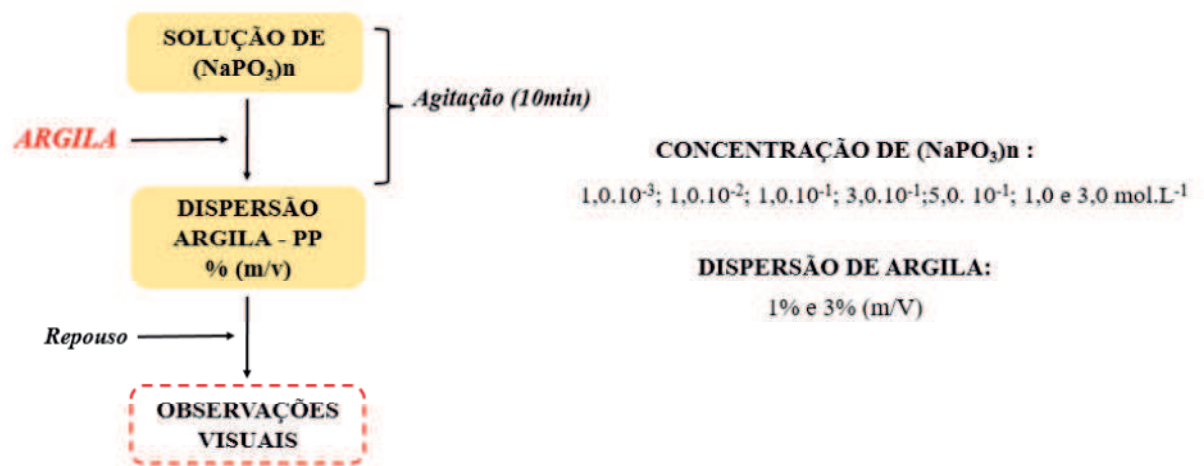 SOLUÇÃO DE
(NaPO₃)n
Agitação (10min)
ARGILA
DISPERSÃO
ARGILA - PP
% (m/v)
Repouso
OBSERVAÇÕES
VISUAIS
CONCENTRAÇÃO DE (NaPO₃)n :
1,0.10⁻³; 1,0.10⁻²; 1,0.10⁻¹; 3,0.10⁻¹;5,0. 10⁻¹; 1,0 e 3,0 mol.L⁻¹
DISPERSÃO DE ARGILA:
1% e 3% (m/V)